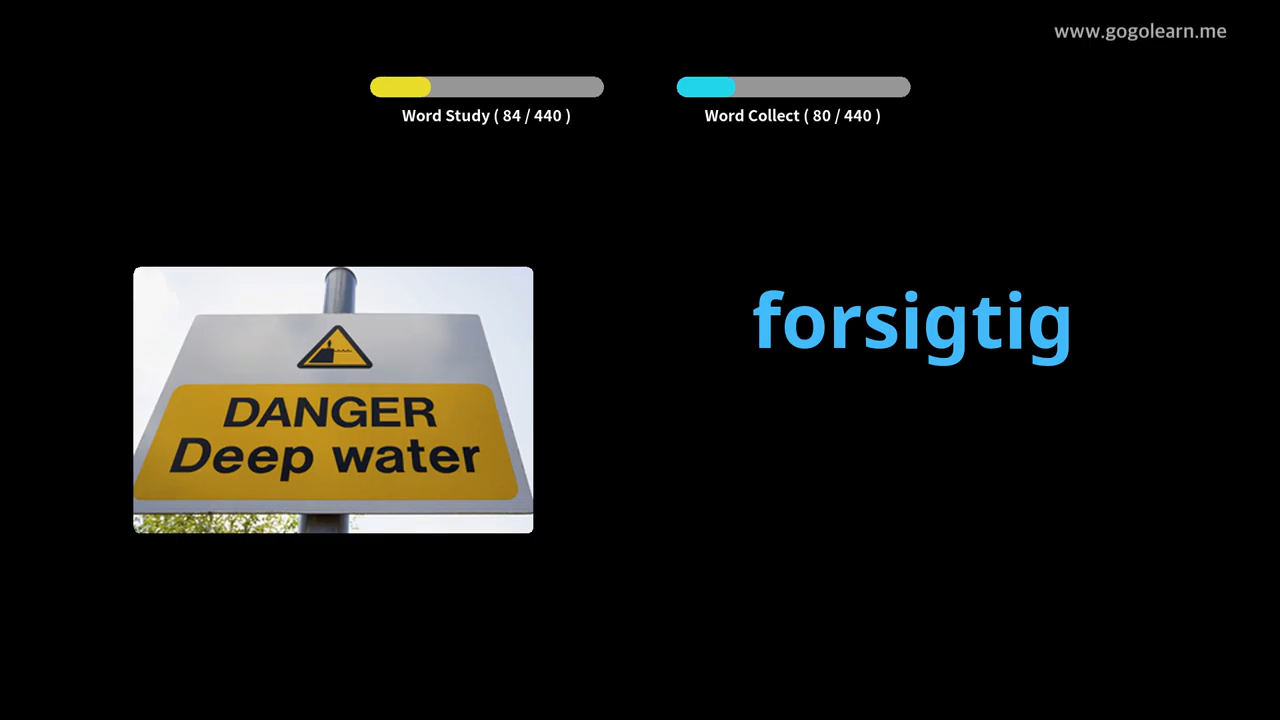 www.gogolearn.me
Word Study ( 84 / 440 )
Word Collect ( 80 / 440 )
DANGER
Deep water
forsigtig